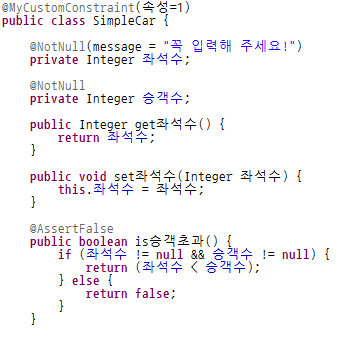 @MyCustomConstraint(속성=1)
public class SimpleCar {
@NotNull(message = "꼭 입력해 주세요!")
private Integer 좌석수;
@NotNull
private Integer 승객수;
public Integer get좌석수() {
return 좌석수;
}
public void set좌석수(Integer 좌석수) {
this.좌석수 = 좌석수;
}
@AssertFalse
public boolean is승객초과() {
if (좌석수 != null && 승객수 != null) {
return (좌석수 < 승객수);
} else {
return false;
}
}